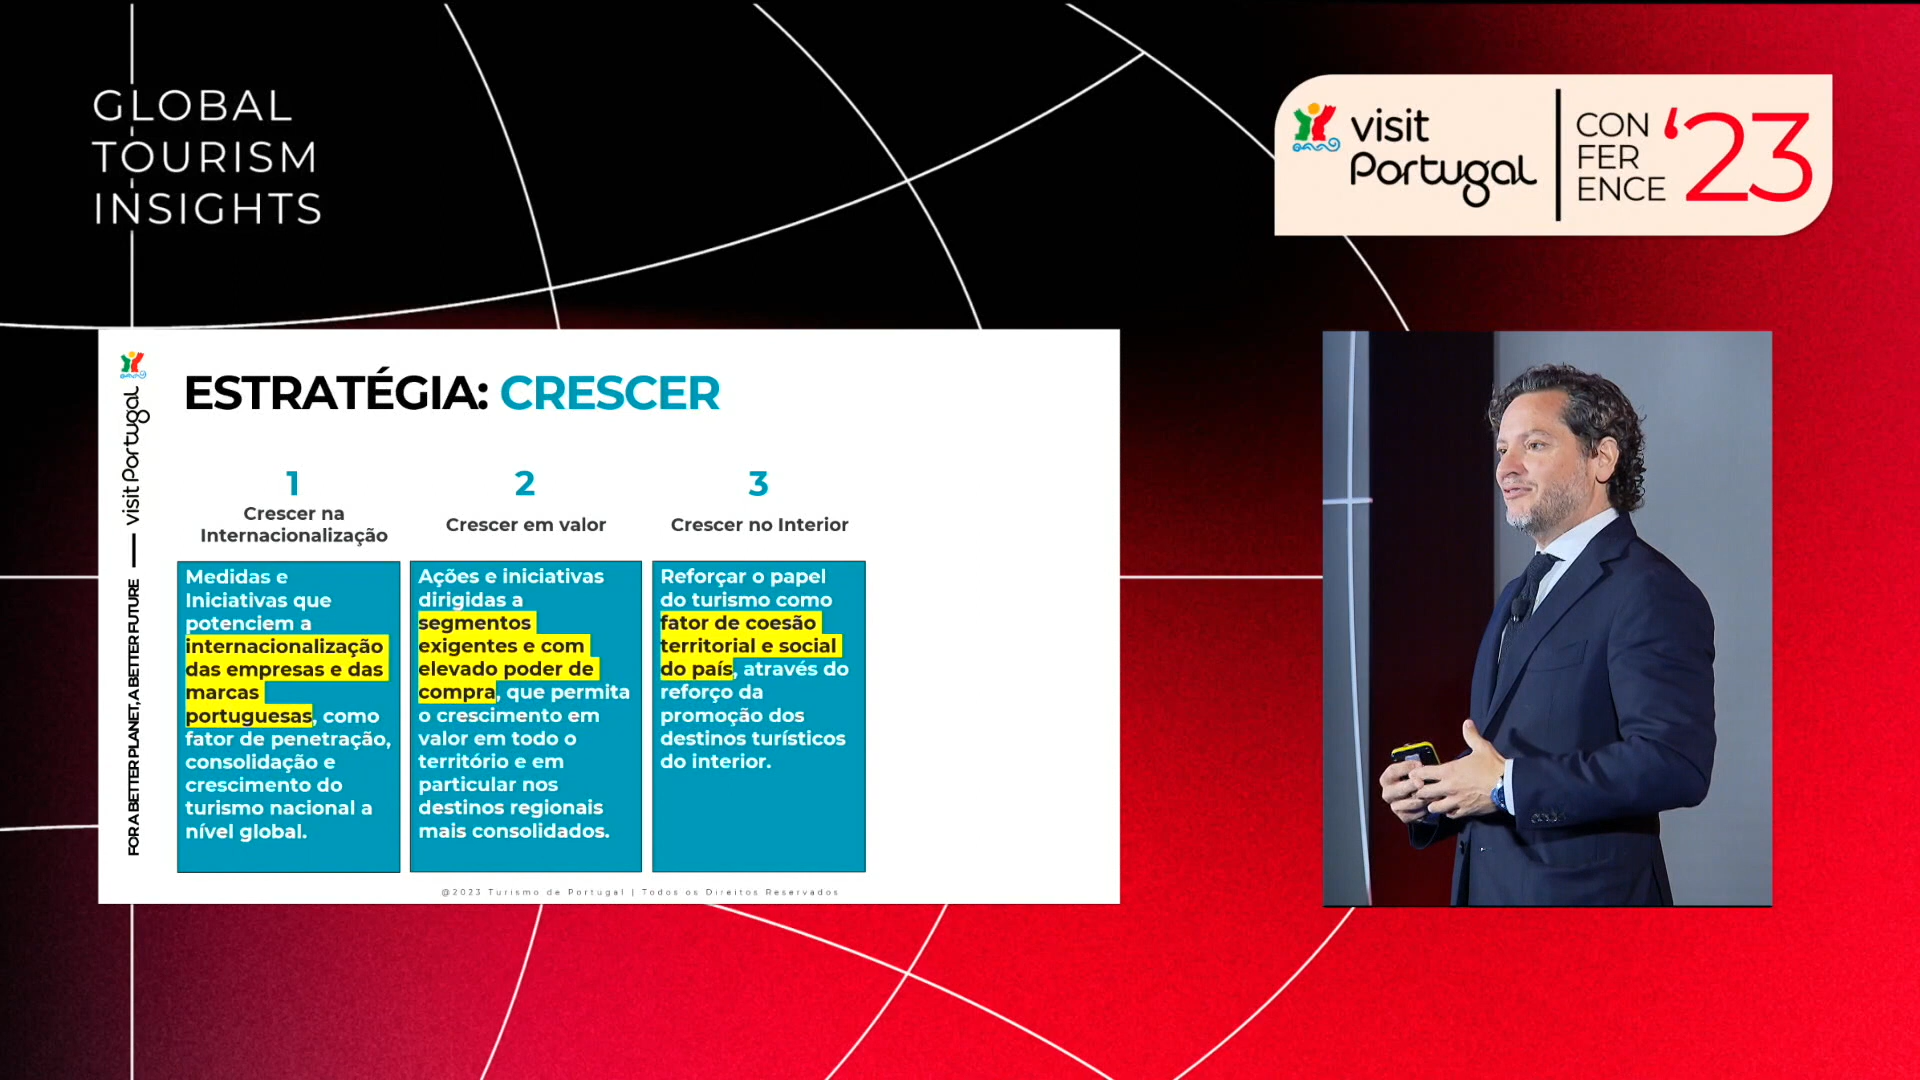 GLOBAL
TOURISM
INSIGHTS
visit
Portugal
CON
FER
ENCE
‘23
FOR A BETTER PLANET, A BETTER FUTURE
visitPortugal
ESTRATÉGIA: CRESCER
1
Crescer na
Internacionalização
Medidas e
Iniciativas que
potenciem a
internacionalização
das empresas e das
marcas
portuguesas, como
fator de penetração,
consolidação e
crescimento do
turismo nacional a
nível global.
2
Crescer em valor
Ações e iniciativas
dirigidas a
segmentos
exigentes e com
elevado poder de
compra, que permita
o crescimento em
valor em todo o
território e em
particular nos
destinos regionais
mais consolidados.
3
Crescer no Interior
Reforçar o papel
do turismo como
fator de coesão
territorial e social
do país, através do
reforço da
promoção dos
destinos turísticos
do interior.
@2023 Turismo de Portugal | Todos os Direitos Reservados